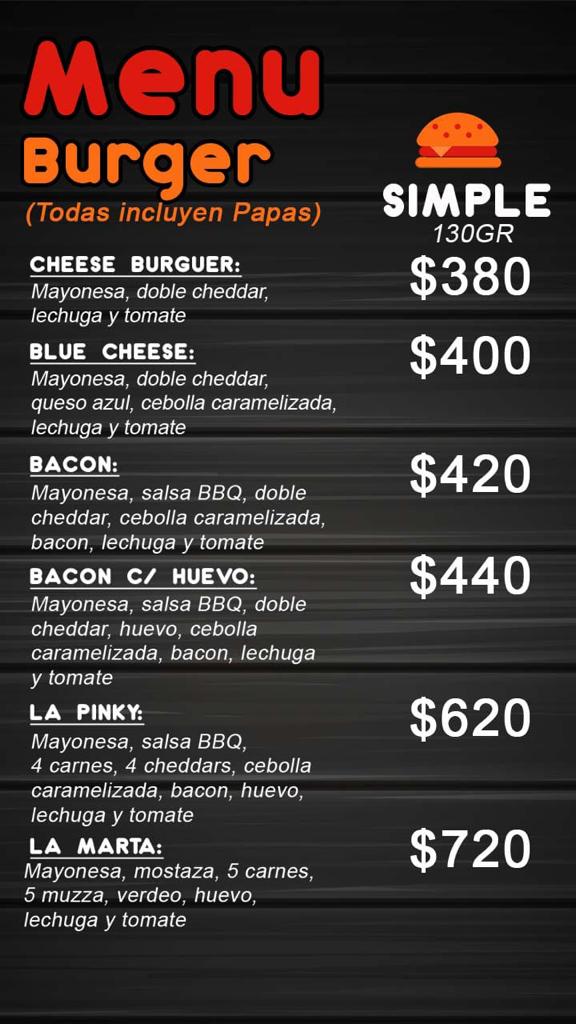 Menu
Burger
(Todas incluyen Papas)
SIMPLE
130GR
CHEESE BURGUER:
$380
Mayonesa, doble cheddar,
lechuga y tomate
BLUE CHEESE:
$400
Mayonesa, doble cheddar,
queso azul, cebolla caramelizada,
lechuga y tomate
BACON:
$420
Mayonesa, salsa BBQ, doble
cheddar, cebolla caramelizada,
bacon, lechuga y tomate
BACON C/ HUEVO:
$440
Mayonesa, salsa BBQ, doble
cheddar, huevo, cebolla
caramelizada, bacon, lechuga
y tomate
LA PINKY:
$620
Mayonesa, salsa BBQ,
4 carnes, 4 cheddars, cebolla
caramelizada, bacon, huevo,
lechuga y tomate
LA MARTA:
$720
Mayonesa, mostaza, 5 carnes,
5 muzza, verdeo, huevo,
lechuga y tomate